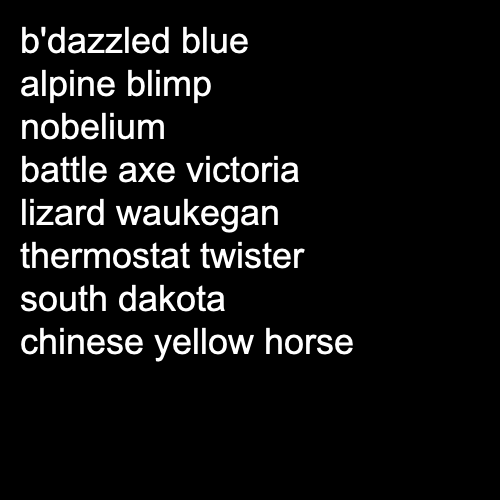 b'dazzled blue
alpine blimp
nobelium
battle axe victoria
lizard waukegan
thermostat twister
south dakota
chinese yellow horse